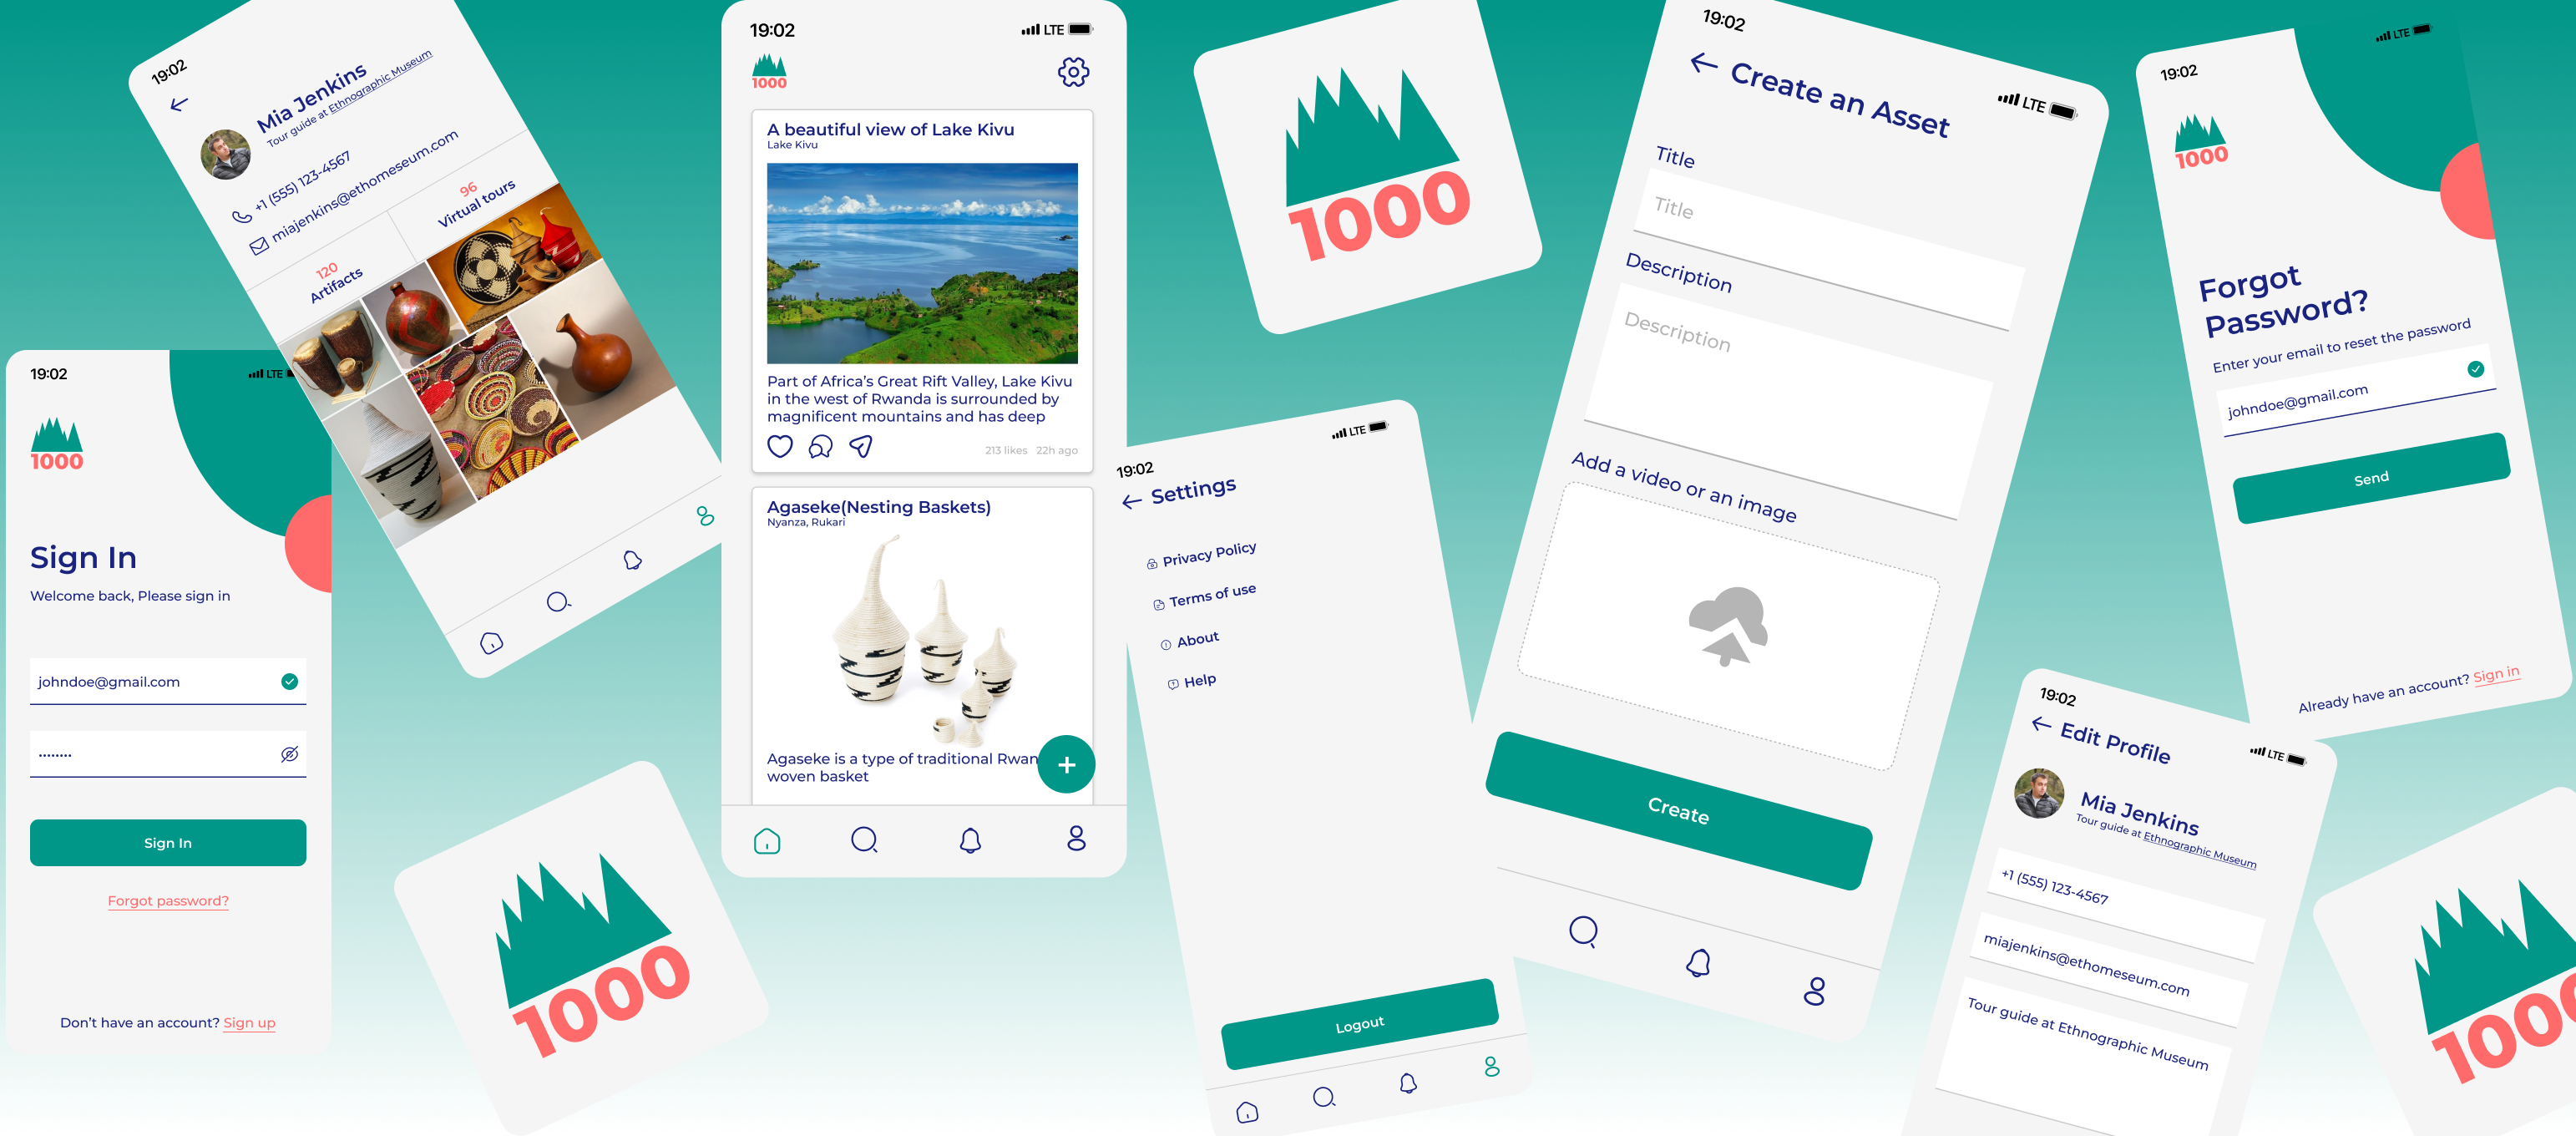 19:02
Mia Jenkins
Tour guide at Ethnographic Museum
+1 (555) 123-4567
miajenkins@ethomeseum.com
120
Artifacts
96
Virtual tours
19:02
LTE
1000
Sign In
Welcome back, Please sign in
johndoe@gmail.com
Sign In
Forgot password?
Don’t have an account? Sign up
1000
19:02
LTE
1000
A beautiful view of Lake Kivu
Lake Kivu
Part of Africa’s Great Rift Valley, Lake Kivu
in the west of Rwanda is surrounded by
magnificent mountains and has deep
213 likes 22h ago
Agaseke(Nesting Baskets)
Nyanza, Rukari
Agaseke is a type of traditional Rwan
woven basket
1000
19:02
LTE
Settings
Privacy Policy
Terms of use
About
Help
Logout
19:02
LTE
Create an Asset
Title
Title
Description
Description
Add a video or an image
Create
19:02
LTE
1000
Forgot
Password?
Enter your email to reset the password
johndoe@gmail.com
Send
Already have an account? Sign in
19:02
LTE
Edit Profile
Mia Jenkins
Tour guide at Ethnographic Museum
+1 (555) 123-4567
miajenkins@ethomeseum.com
Tour guide at Ethnographic Museum
1000